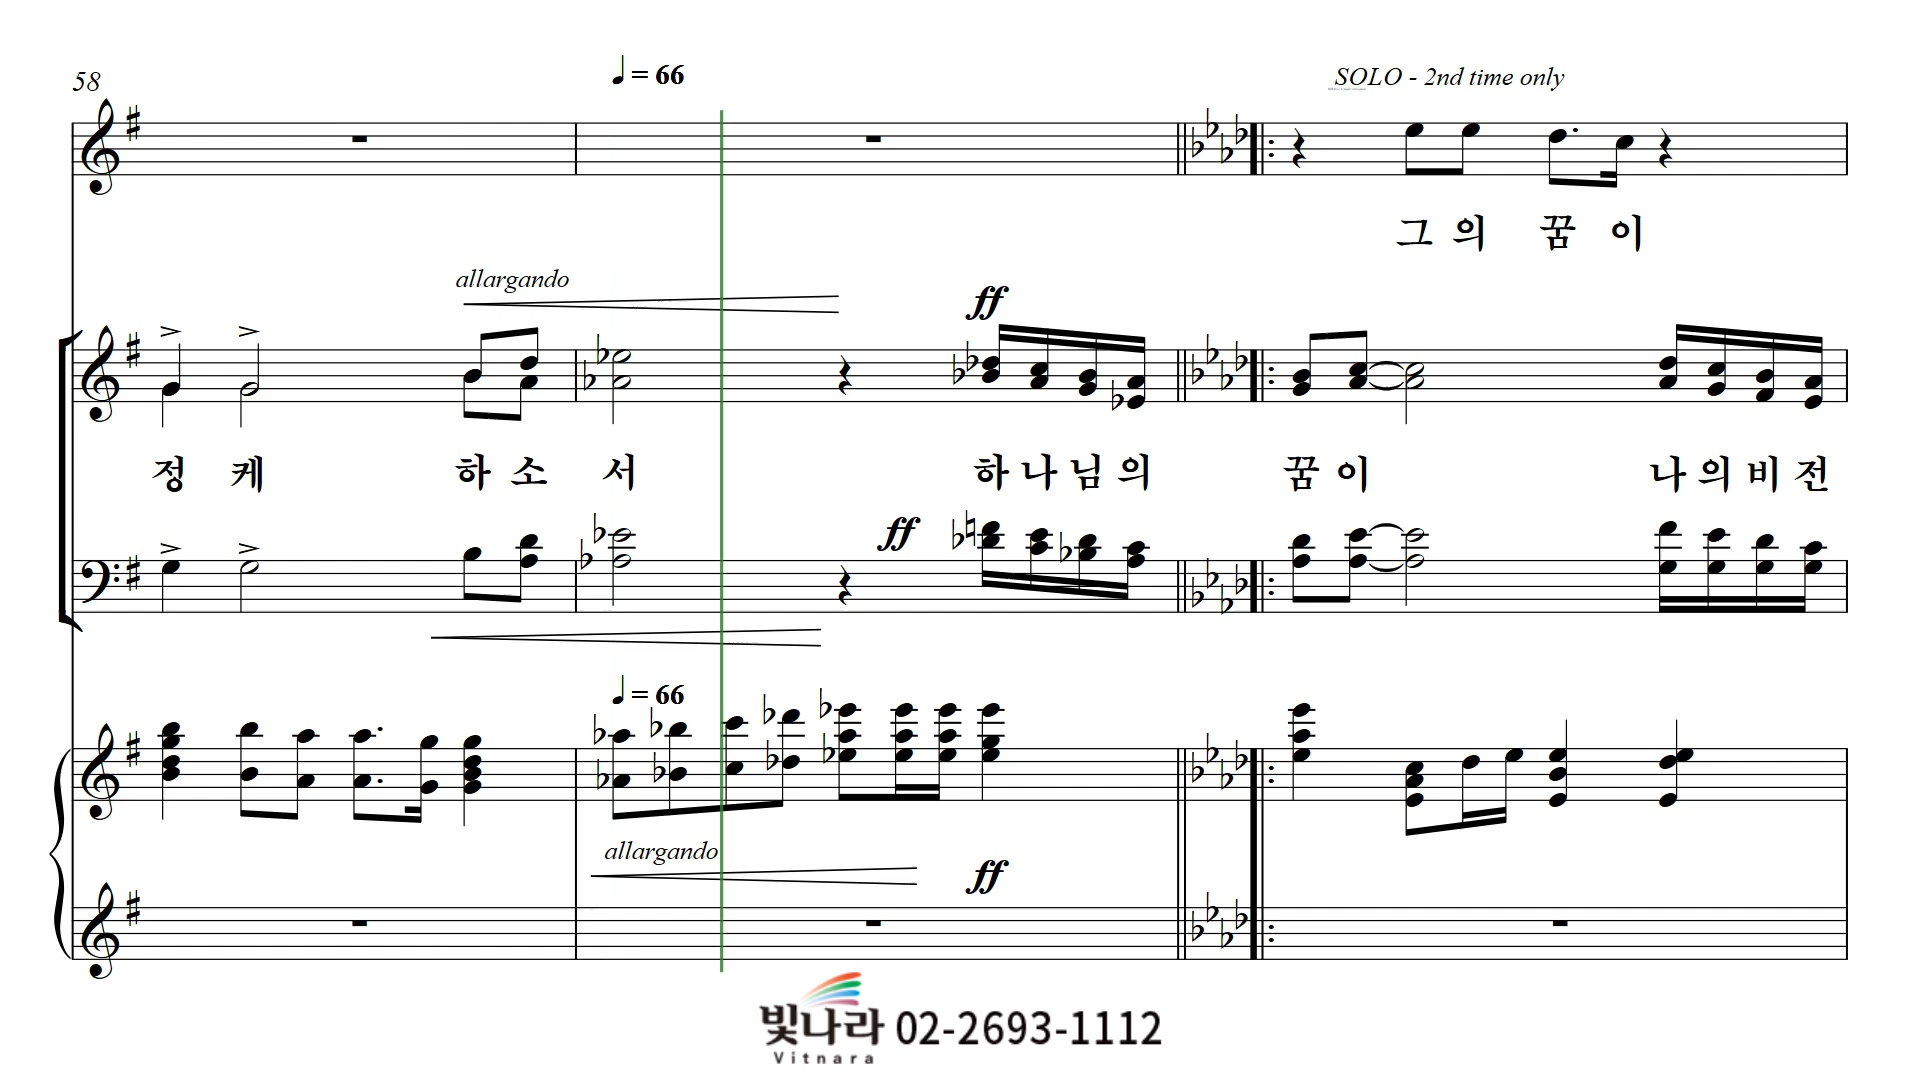 58
♩ = 66
SOLO - 2nd time only
그의 꿈이
allargando
ff
정 케 하 소 서 하나님의 꿈이 나의비전
ff
♩ = 66
allargando
ff
빛나라 02-2693-1112
Vitnara